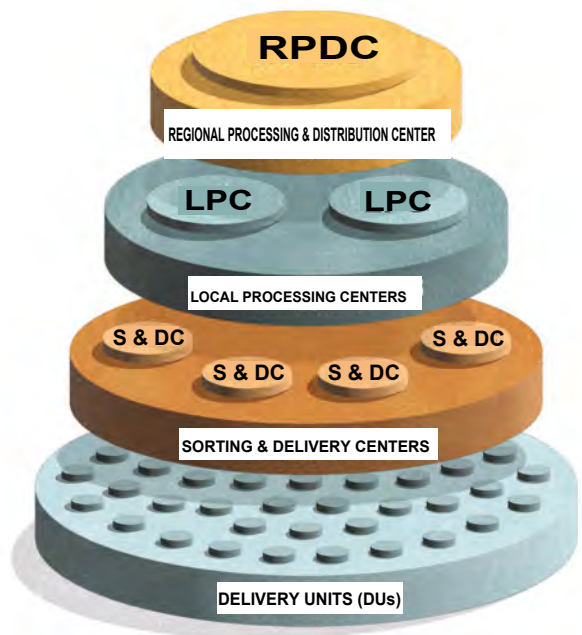 RPDC
REGIONAL PROCESSING & DISTRIBUTION CENTER
LPC LPC
LOCAL PROCESSING CENTERS
S & DC S & DC
S & DC S & DC
SORTING & DELIVERY CENTERS
DELIVERY UNITS (DUs)